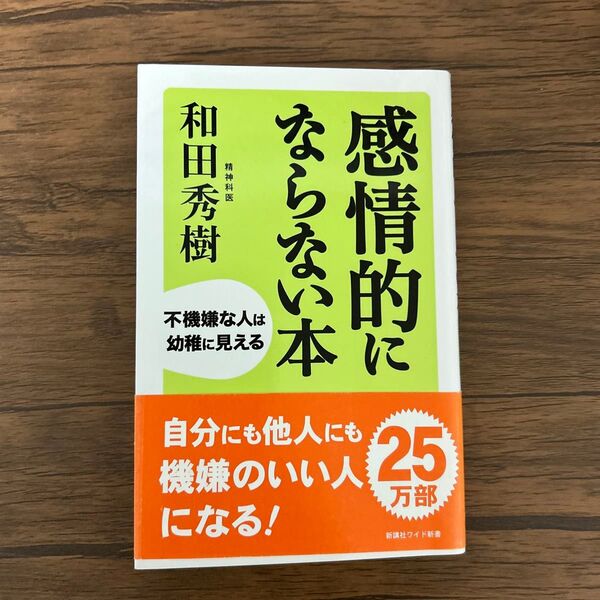 感情的に
ならない本
精神科医
和田秀樹
不機嫌な人は
幼稚に見える
自分にも他人にも
機嫌のいい人
になる!
25
万部
新講社ワイド新書